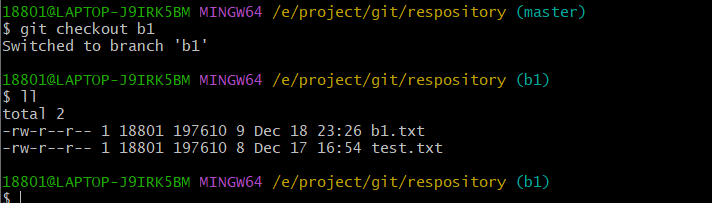 18801@LAPTOP-J9IRK5BM MINGW64 /e/project/git/respository (master)
$ git checkout b1
Switched to branch 'b1'
18801@LAPTOP-J9IRK5BM MINGW64 /e/project/git/respository (b1)
$ ll
total 2
-rw-r--r-- 1 18801 197610 9 Dec 18 23:26 b1.txt
-rw-r--r-- 1 18801 197610 8 Dec 17 16:54 test.txt
18801@LAPTOP-J9IRK5BM MINGW64 /e/project/git/respository (b1)
$